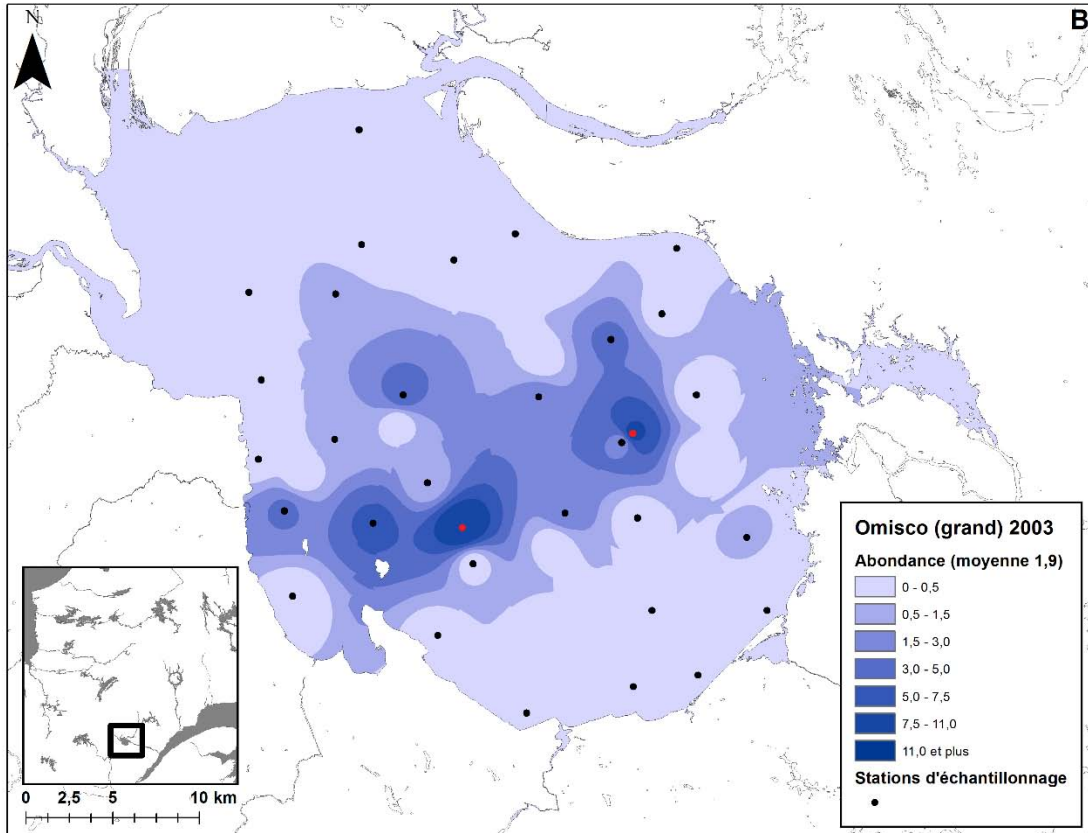 N
B
Omisco (grand) 2003
Abondance (moyenne 1,9)
0 - 0,5
0,5 - 1,5
1,5 - 3,0
3,0 - 5,0
5,0 - 7,5
7,5 - 11,0
11,0 et plus
Stations d'échantillonnage
0 2,5 5 10 km